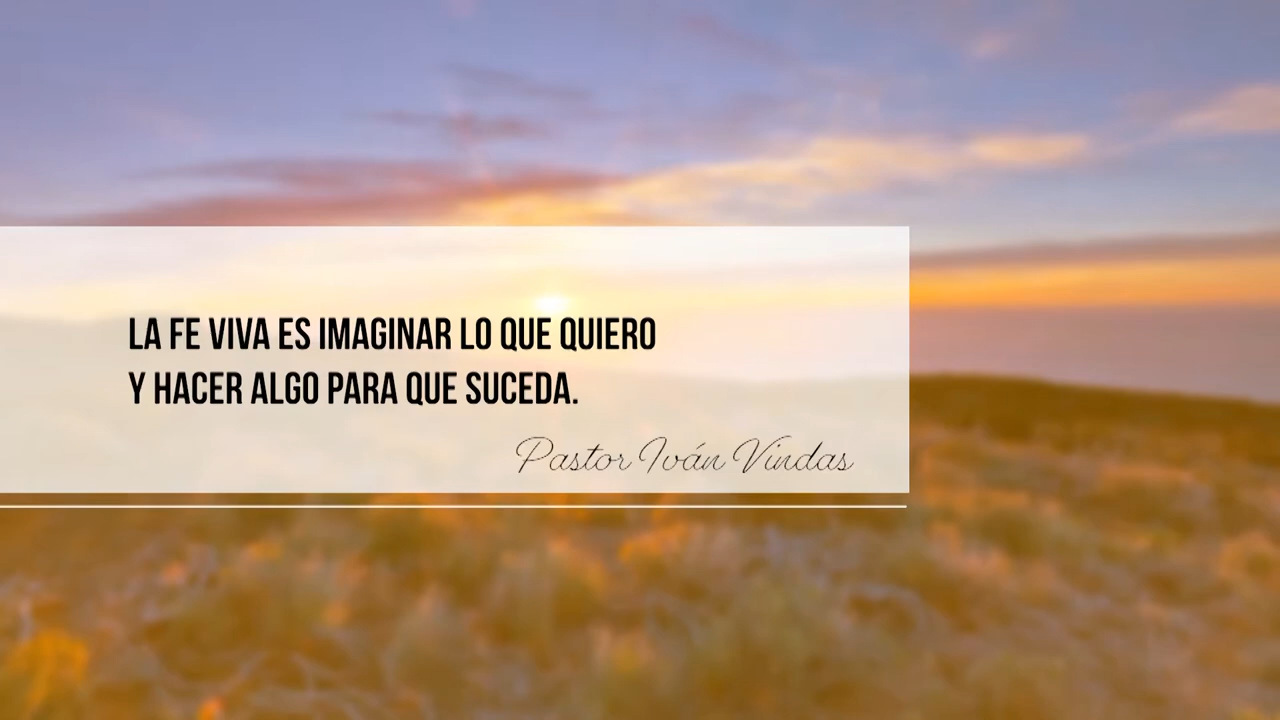 LA FE VIVA ES IMAGINAR LO QUE QUIERO
Y HACER ALGO PARA QUE SUCEDA.
Pastor Iván Vindas